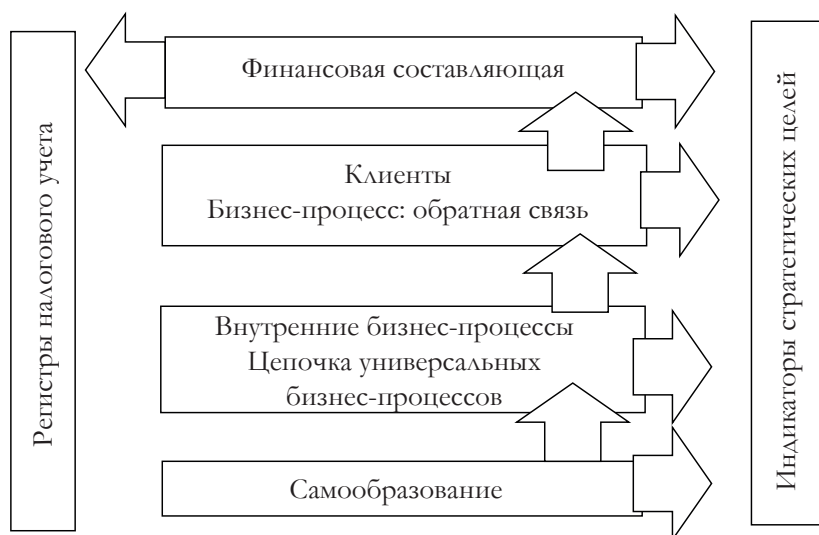 Регистры налогового учета
Финансовая составляющая
Клиенты
Бизнес-процесс: обратная связь
Внутренние бизнес-процессы
Цепочка универсальных
бизнес-процессов
Самообразование
Индикаторы стратегических целей